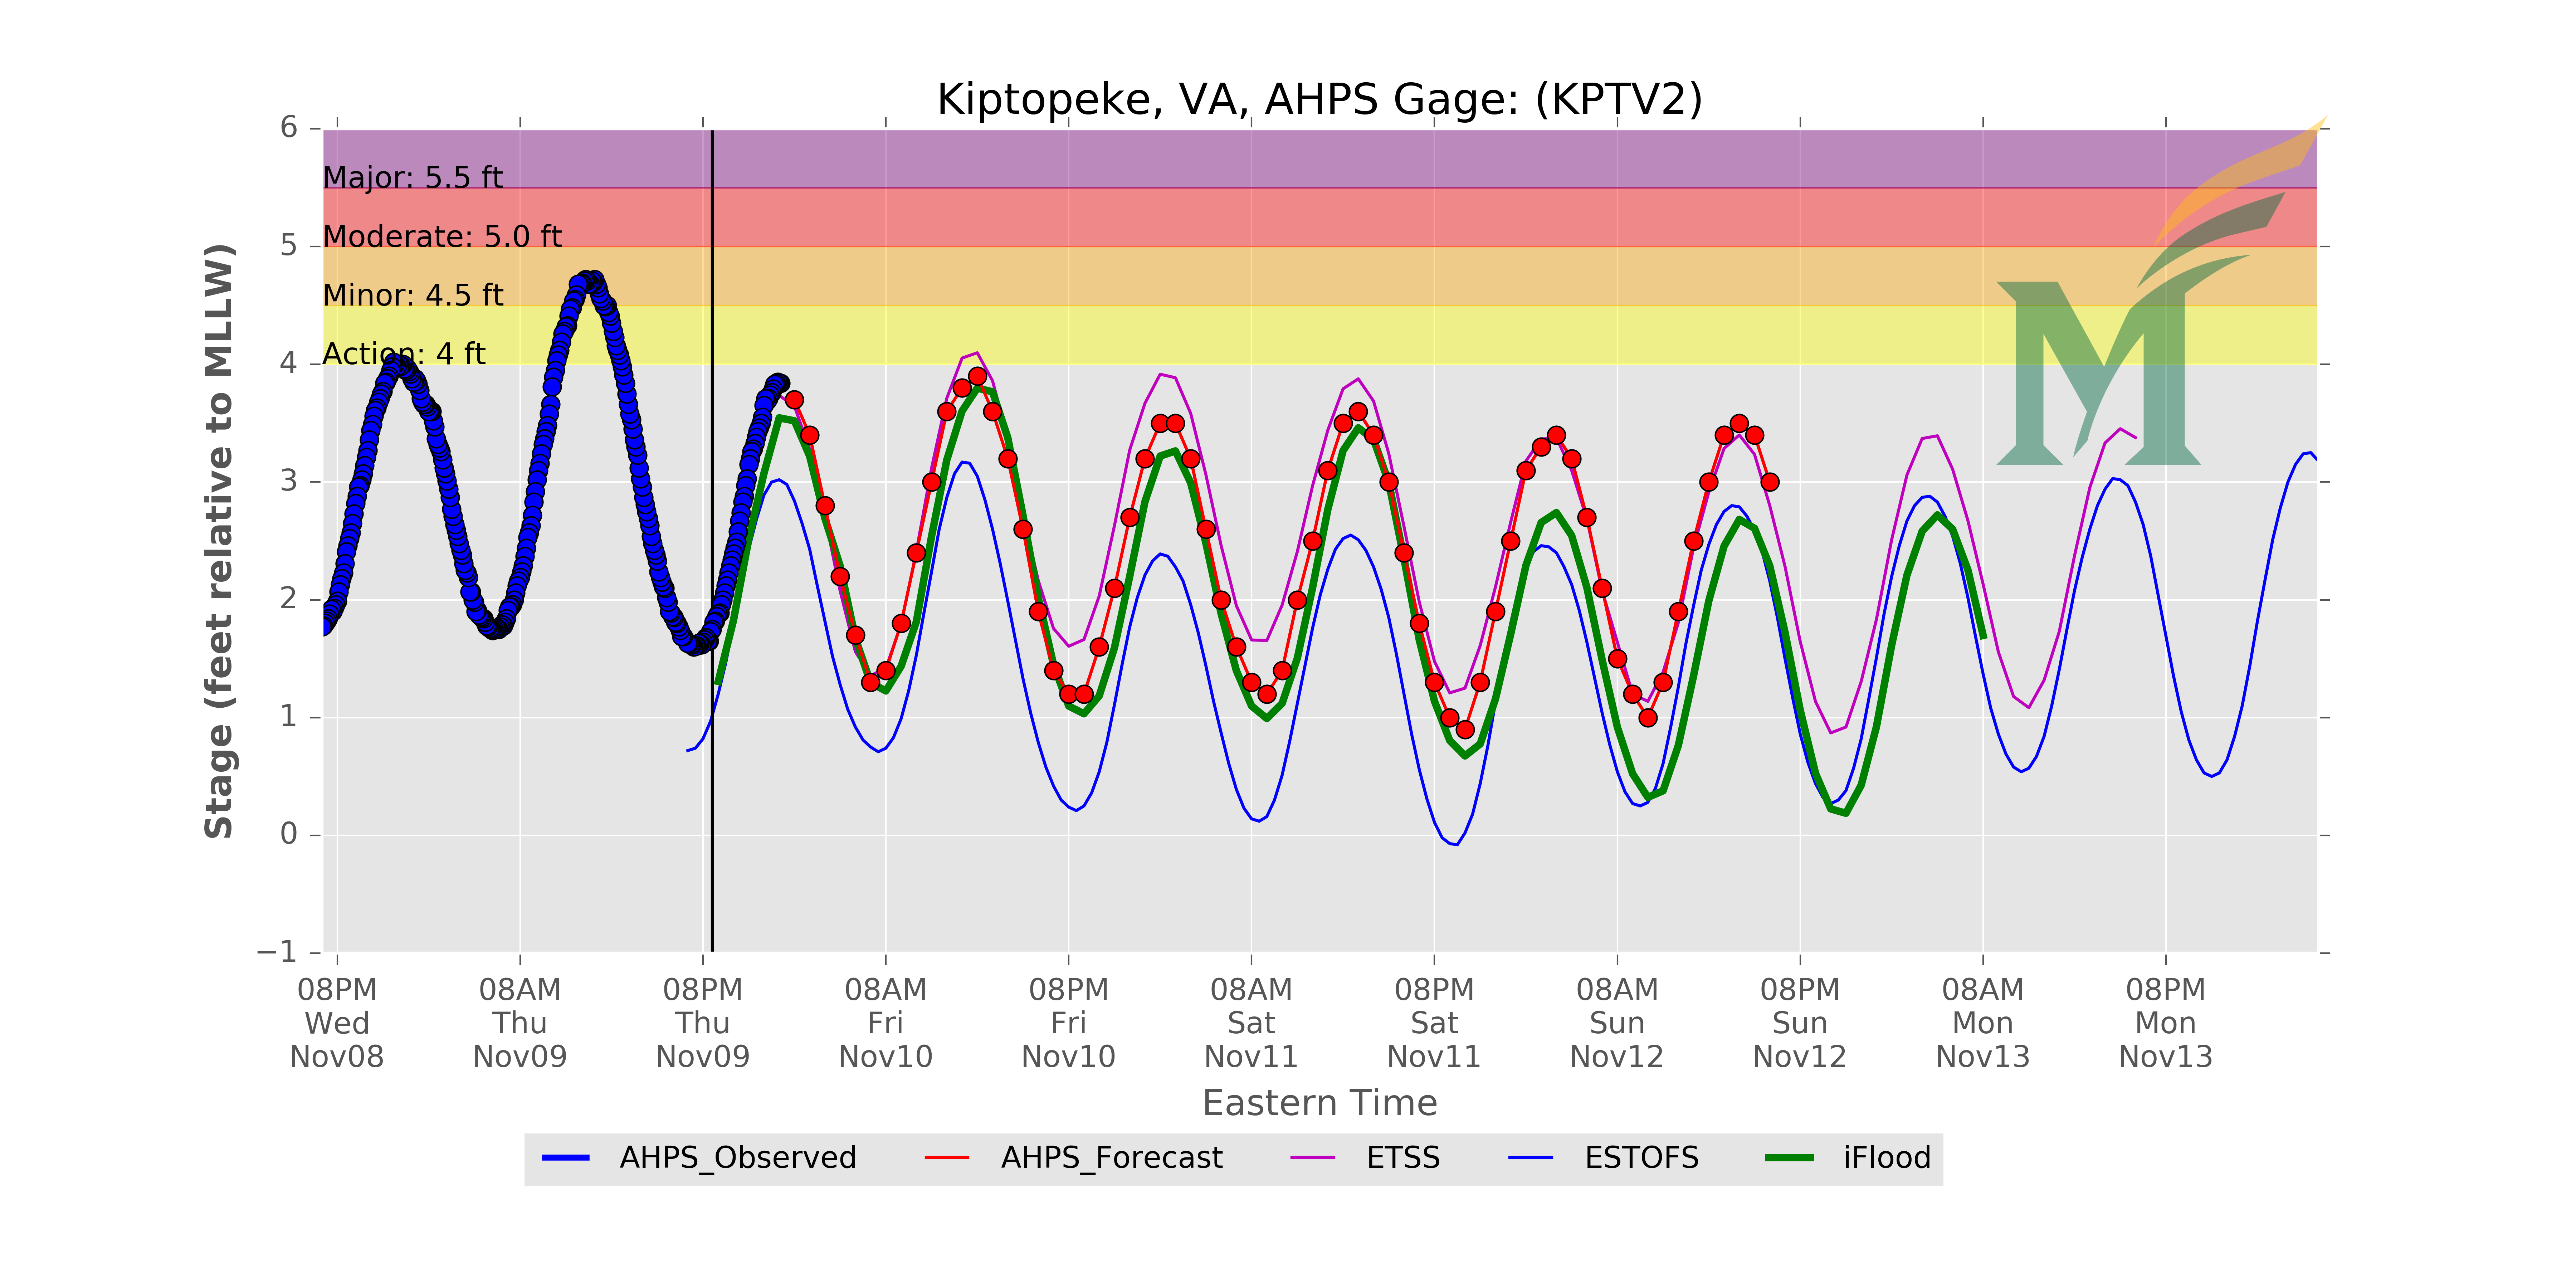 Kiptopeke, VA, AHPS Gage: (KPTV2)
Stage (feet relative to MLLW)
6
5
4
3
2
1
0
−1
Major: 5.5 ft
Moderate: 5.0 ft
Minor: 4.5 ft
Action: 4 ft
M
08PM 08AM 08PM 08AM 08PM 08AM 08PM 08AM 08PM 08AM 08PM
Wed Thu Thu Fri Fri Sat Sat Sun Sun Mon Mon
Nov08 Nov09 Nov09 Nov10 Nov10 Nov11 Nov11 Nov12 Nov12 Nov13 Nov13
Eastern Time
AHPS_Observed AHPS_Forecast ETSS ESTOFS iFlood